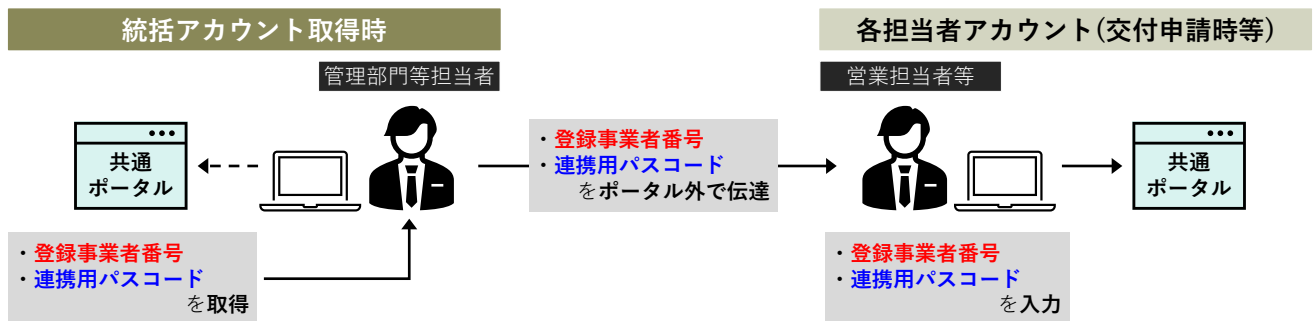 統括アカウント取得時
管理部門等担当者
共通
ポータル
・登録事業者番号
・連携用パスコード
を取得
・登録事業者番号
・連携用パスコード
をポータル外で伝達
各担当者アカウント(交付申請時等)
営業担当者等
共通
ポータル
・登録事業者番号
・連携用パスコード
を入力